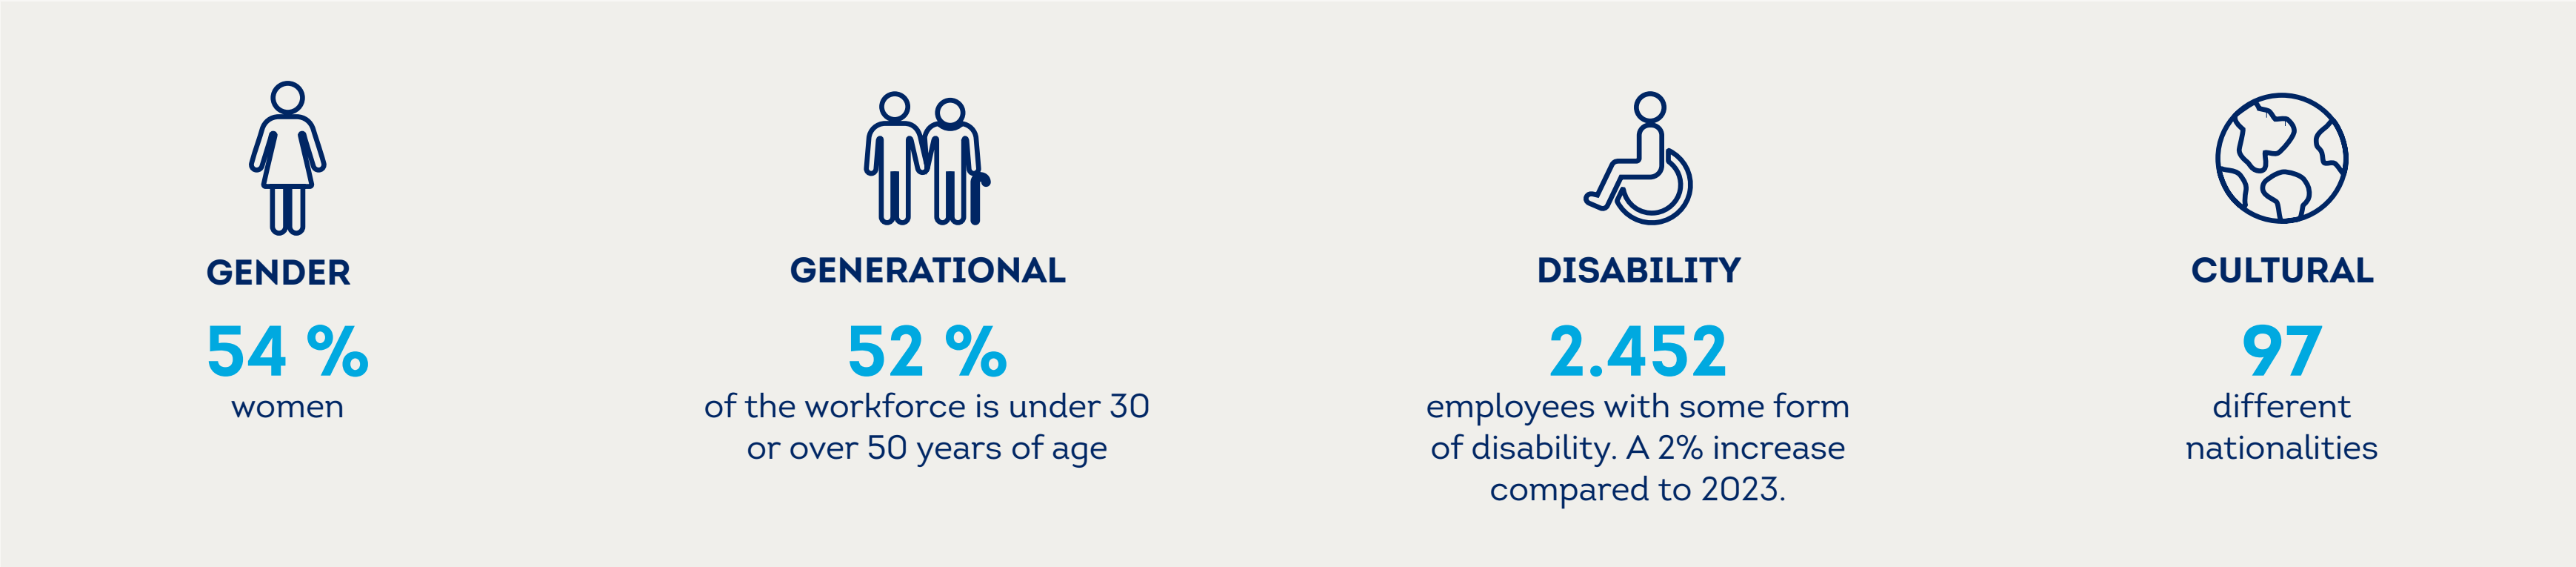 GENDER
54 %
women
GENERATIONAL
52 %
of the workforce is under 30
or over 50 years of age
DISABILITY
2.452
employees with some form
of disability. A 2% increase
compared to 2023.
CULTURAL
97
different
nationalities